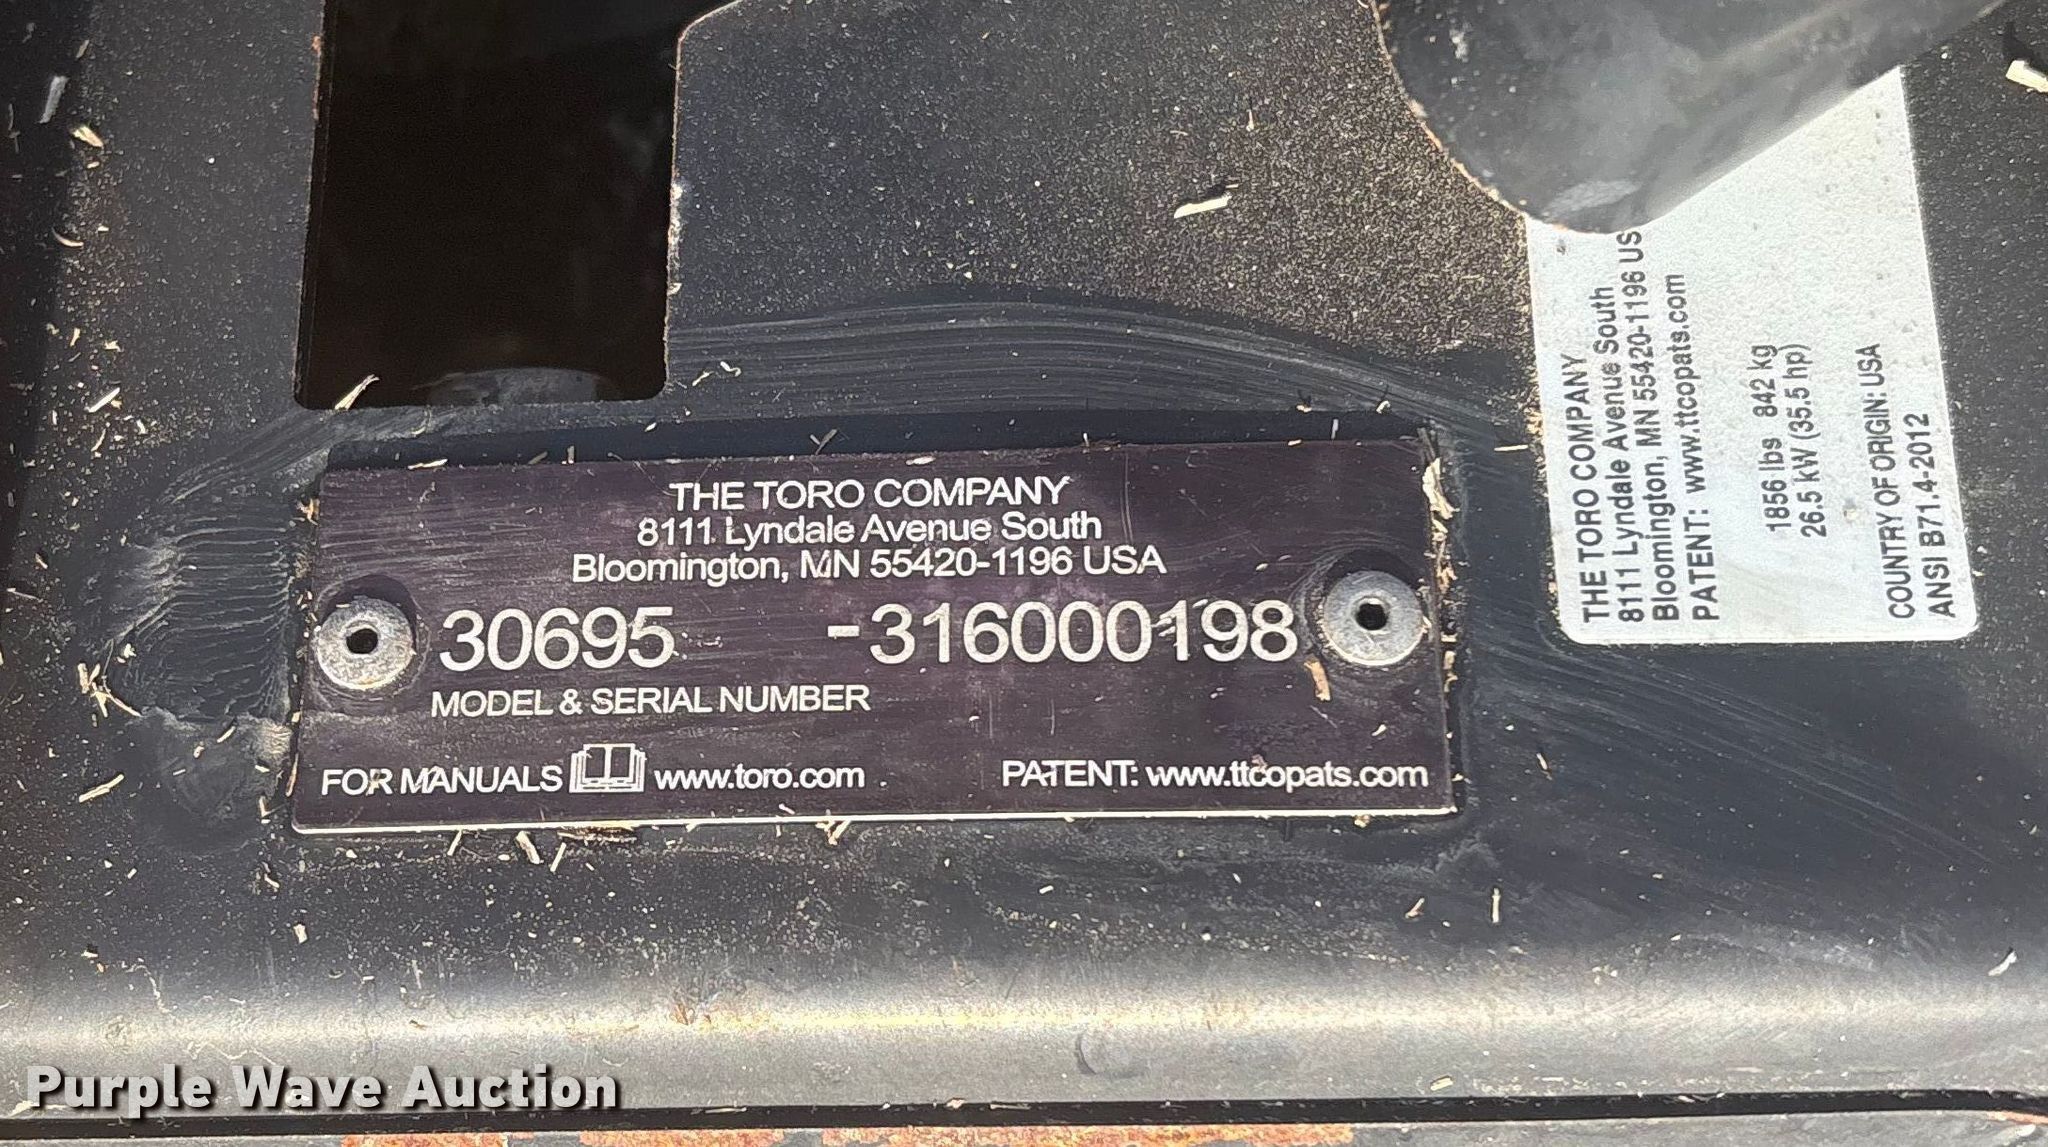 THE TORO COMPANY
8111 Lyndale Avenue South
Bloomington, MN 55420-1196 USA
30695 -316000198
MODEL & SERIAL NUMBER
FOR MANUALS www.toro.com PATENT: www.ttcopats.com
THE TORO COMPANY
8111 Lyndale Avenue South
Bloomington, MN 55420-1196 US
PATENT: www.ttcopats.com
1856 lbs 842 kg
26.5 kW (35.5 hp)
COUNTRY OF ORIGIN: USA
ANSI B71.4-2012
Purple Wave Auction